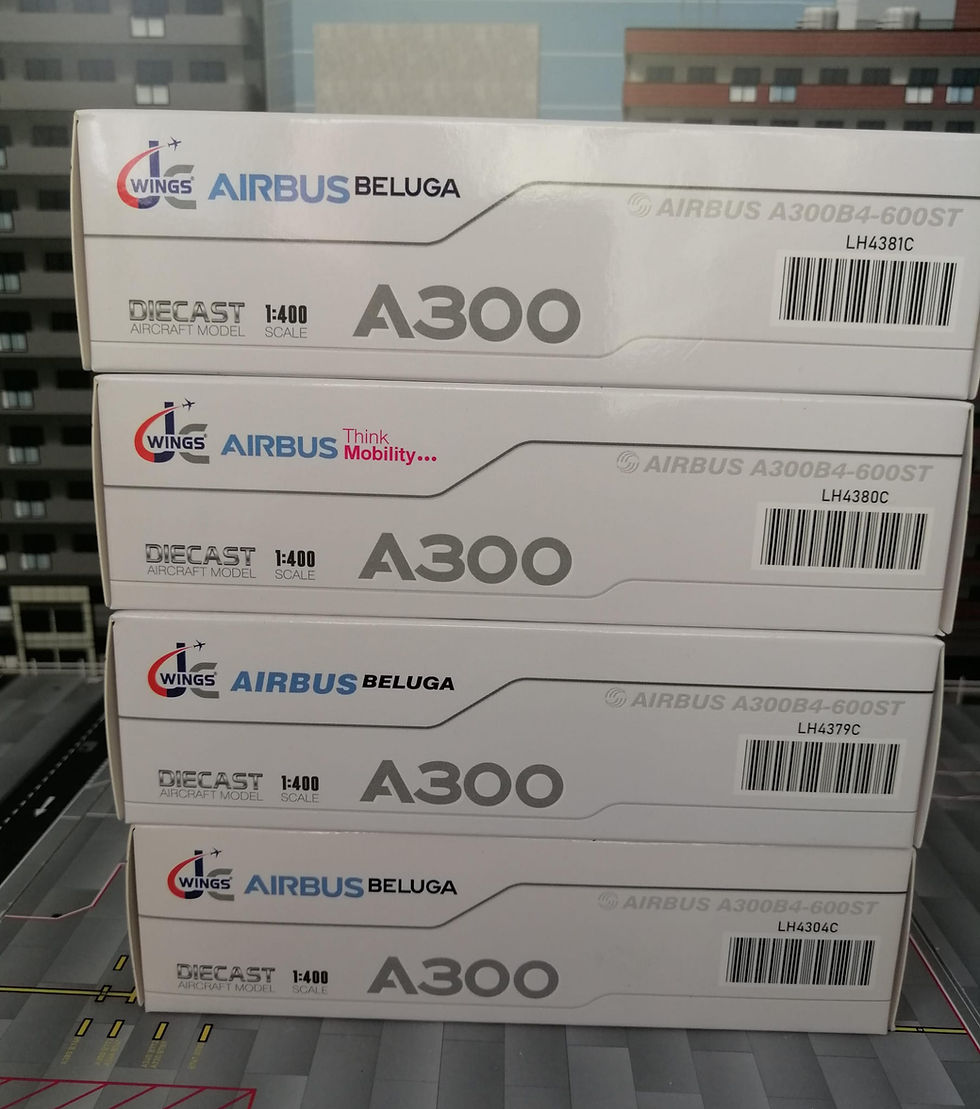 JC WINGS AIRBUS BELUGA
AIRBUS A300B4-600ST
LH4381C
DIECAST 1:400 A300
AIRCRAFT MODEL SCALE
JC WINGS AIRBUS Think
Mobility...
AIRBUS A300B4-600ST
LH4380C
DIECAST 1:400 A300
AIRCRAFT MODEL SCALE
JC WINGS AIRBUS BELUGA
AIRBUS A300B4-600ST
LH4379C
DIECAST 1:400 A300
AIRCRAFT MODEL SCALE
JC WINGS AIRBUS BELUGA
AIRBUS A300B4-600ST
LH4304C
DIECAST 1:400 A300
AIRCRAFT MODEL SCALE